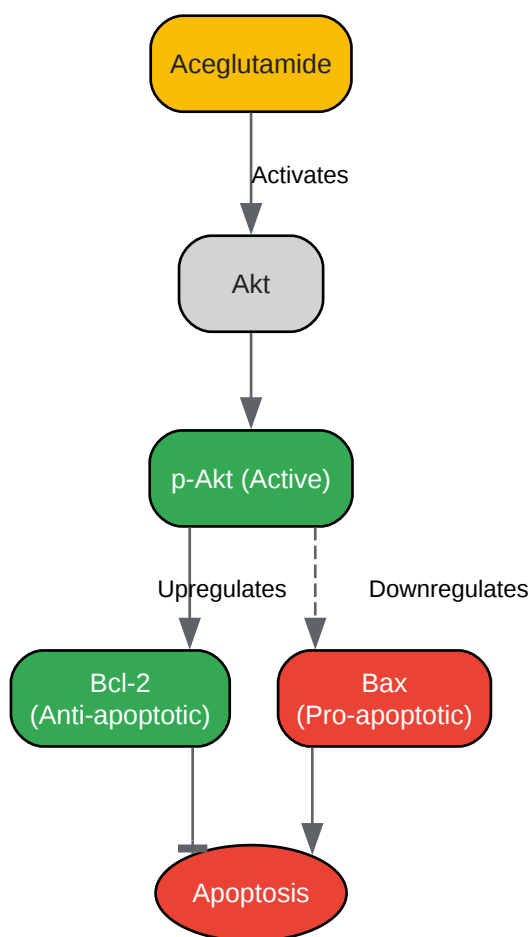 Aceglutamide
Activates
Akt
p-Akt (Active)
Upregulates
Downregulates
Bcl-2
(Anti-apoptotic)
Bax
(Pro-apoptotic)
Apoptosis